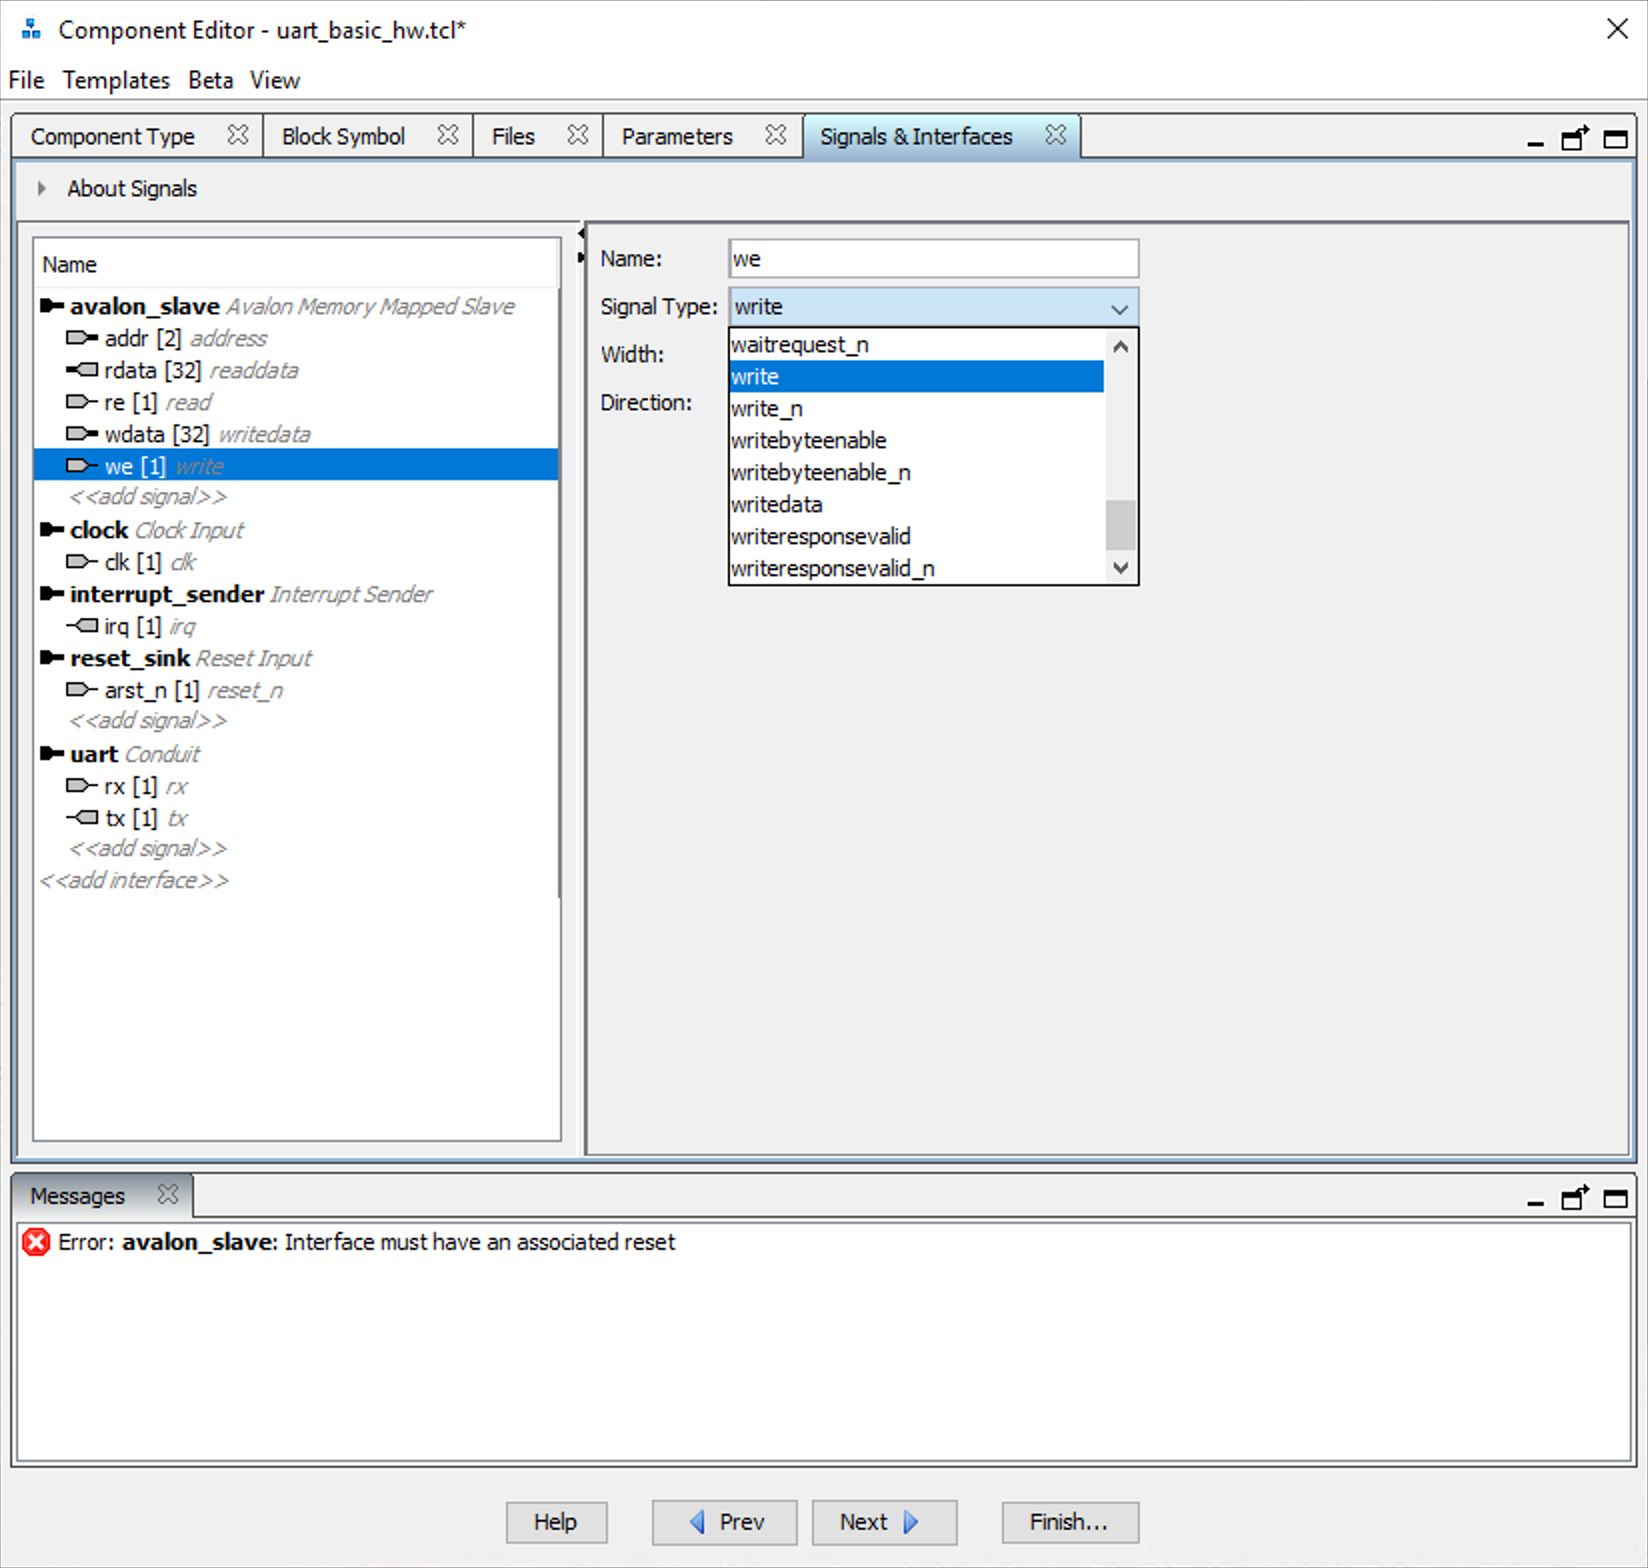 Component Editor - uart_basic_hw.tcl*
File Templates Beta View
Component Type Block Symbol Files Parameters Signals & Interfaces
About Signals
Name
avalon_slave Avalon Memory Mapped Slave
addr [2] address
rdata [32] readdata
re [1] read
wdata [32] writedata
we [1] write
<<add signal>>
clock Clock Input
clk [1] clk
interrupt_sender Interrupt Sender
irq [1] irq
reset_sink Reset Input
arst_n [1] reset_n
<<add signal>>
uart Conduit
rx [1] rx
tx [1] tx
<<add signal>>
<<add interface>>
Name: we
Signal Type: write
Width:
Direction:
waitrequest_n
write
write_n
writebyteenable
writebyteenable_n
writedata
writeresponsevalid
writeresponsevalid_n
Messages
Error: avalon_slave: Interface must have an associated reset
Help Prev Next Finish...